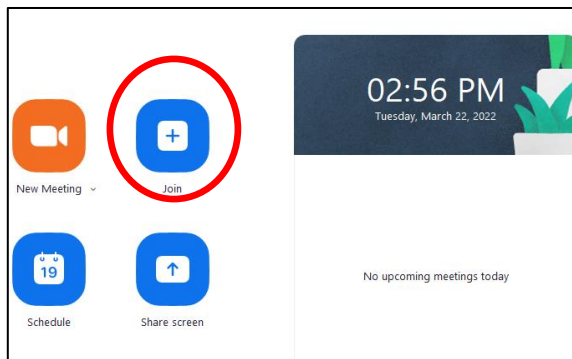 02:56 PM
Tuesday, March 22, 2022
New Meeting
Join
19
Schedule
Share screen
No upcoming meetings today